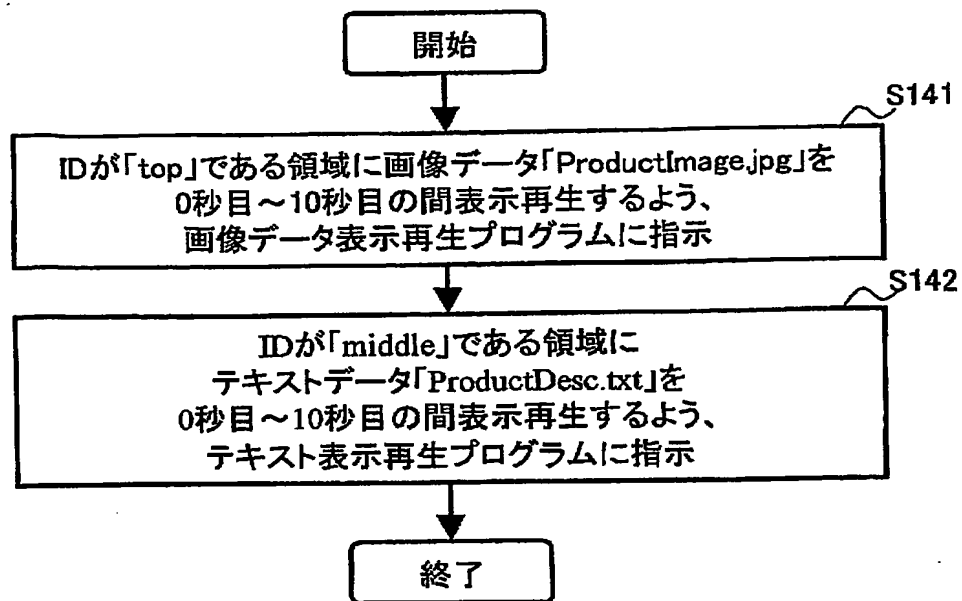 開始
S141
IDが「top」である領域に画像データ「ProductImage.jpg」を
0秒目～10秒目の間表示再生するよう、
画像データ表示再生プログラムに指示
S142
IDが「middle」である領域に
テキストデータ「ProductDesc.txt」を
0秒目～10秒目の間表示再生するよう、
テキスト表示再生プログラムに指示
終了